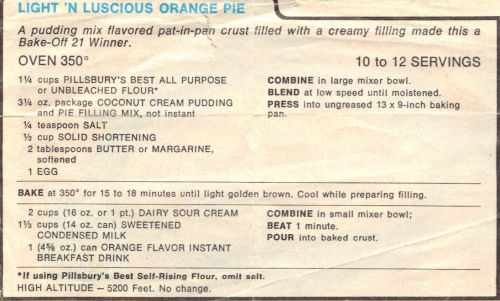 LIGHT 'N LUSCIOUS ORANGE PIE
A pudding mix flavored pat-in-pan crust filled with a creamy filling made this a
Bake-Off 21 Winner.
OVEN 350°
10 to 12 SERVINGS
1¼ cups PILLSBURY'S BEST ALL PURPOSE
or UNBLEACHED FLOUR*
3¼ oz. package COCONUT CREAM PUDDING
and PIE FILLING MIX, not instant
¼ teaspoon SALT
½ cup SOLID SHORTENING
2 tablespoons BUTTER or MARGARINE,
softened
1 EGG
COMBINE in large mixer bowl.
BLEND at low speed until moistened.
PRESS into ungreased 13 x 9-inch baking
pan.
BAKE at 350° for 15 to 18 minutes until light golden brown. Cool while preparing filling.
2 cups (16 oz. or 1 pt.) DAIRY SOUR CREAM
1⅓ cups (14 oz. can) SWEETENED
CONDENSED MILK
1 (4⅝ oz.) can ORANGE FLAVOR INSTANT
BREAKFAST DRINK
COMBINE in small mixer bowl;
BEAT 1 minute.
POUR into baked crust.
*If using Pillsbury's Best Self-Rising Flour, omit salt.
HIGH ALTITUDE — 5200 Feet. No change.